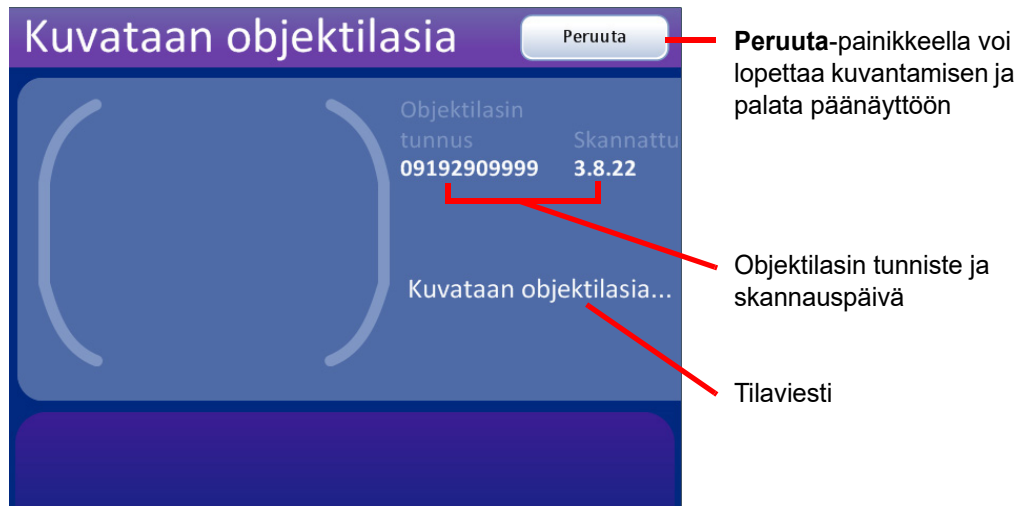 Kuvataan objektilasia
Peruuta
Peruuta-painikkeella voi
lopettaa kuvantamisen ja
palata päänäyttöön
Objektilasin
tunnus
Skannattu
09192909999
3.8.22
Objektilasin tunniste ja
skannauspäivä
Kuvataan objektilasia...
Tilaviesti